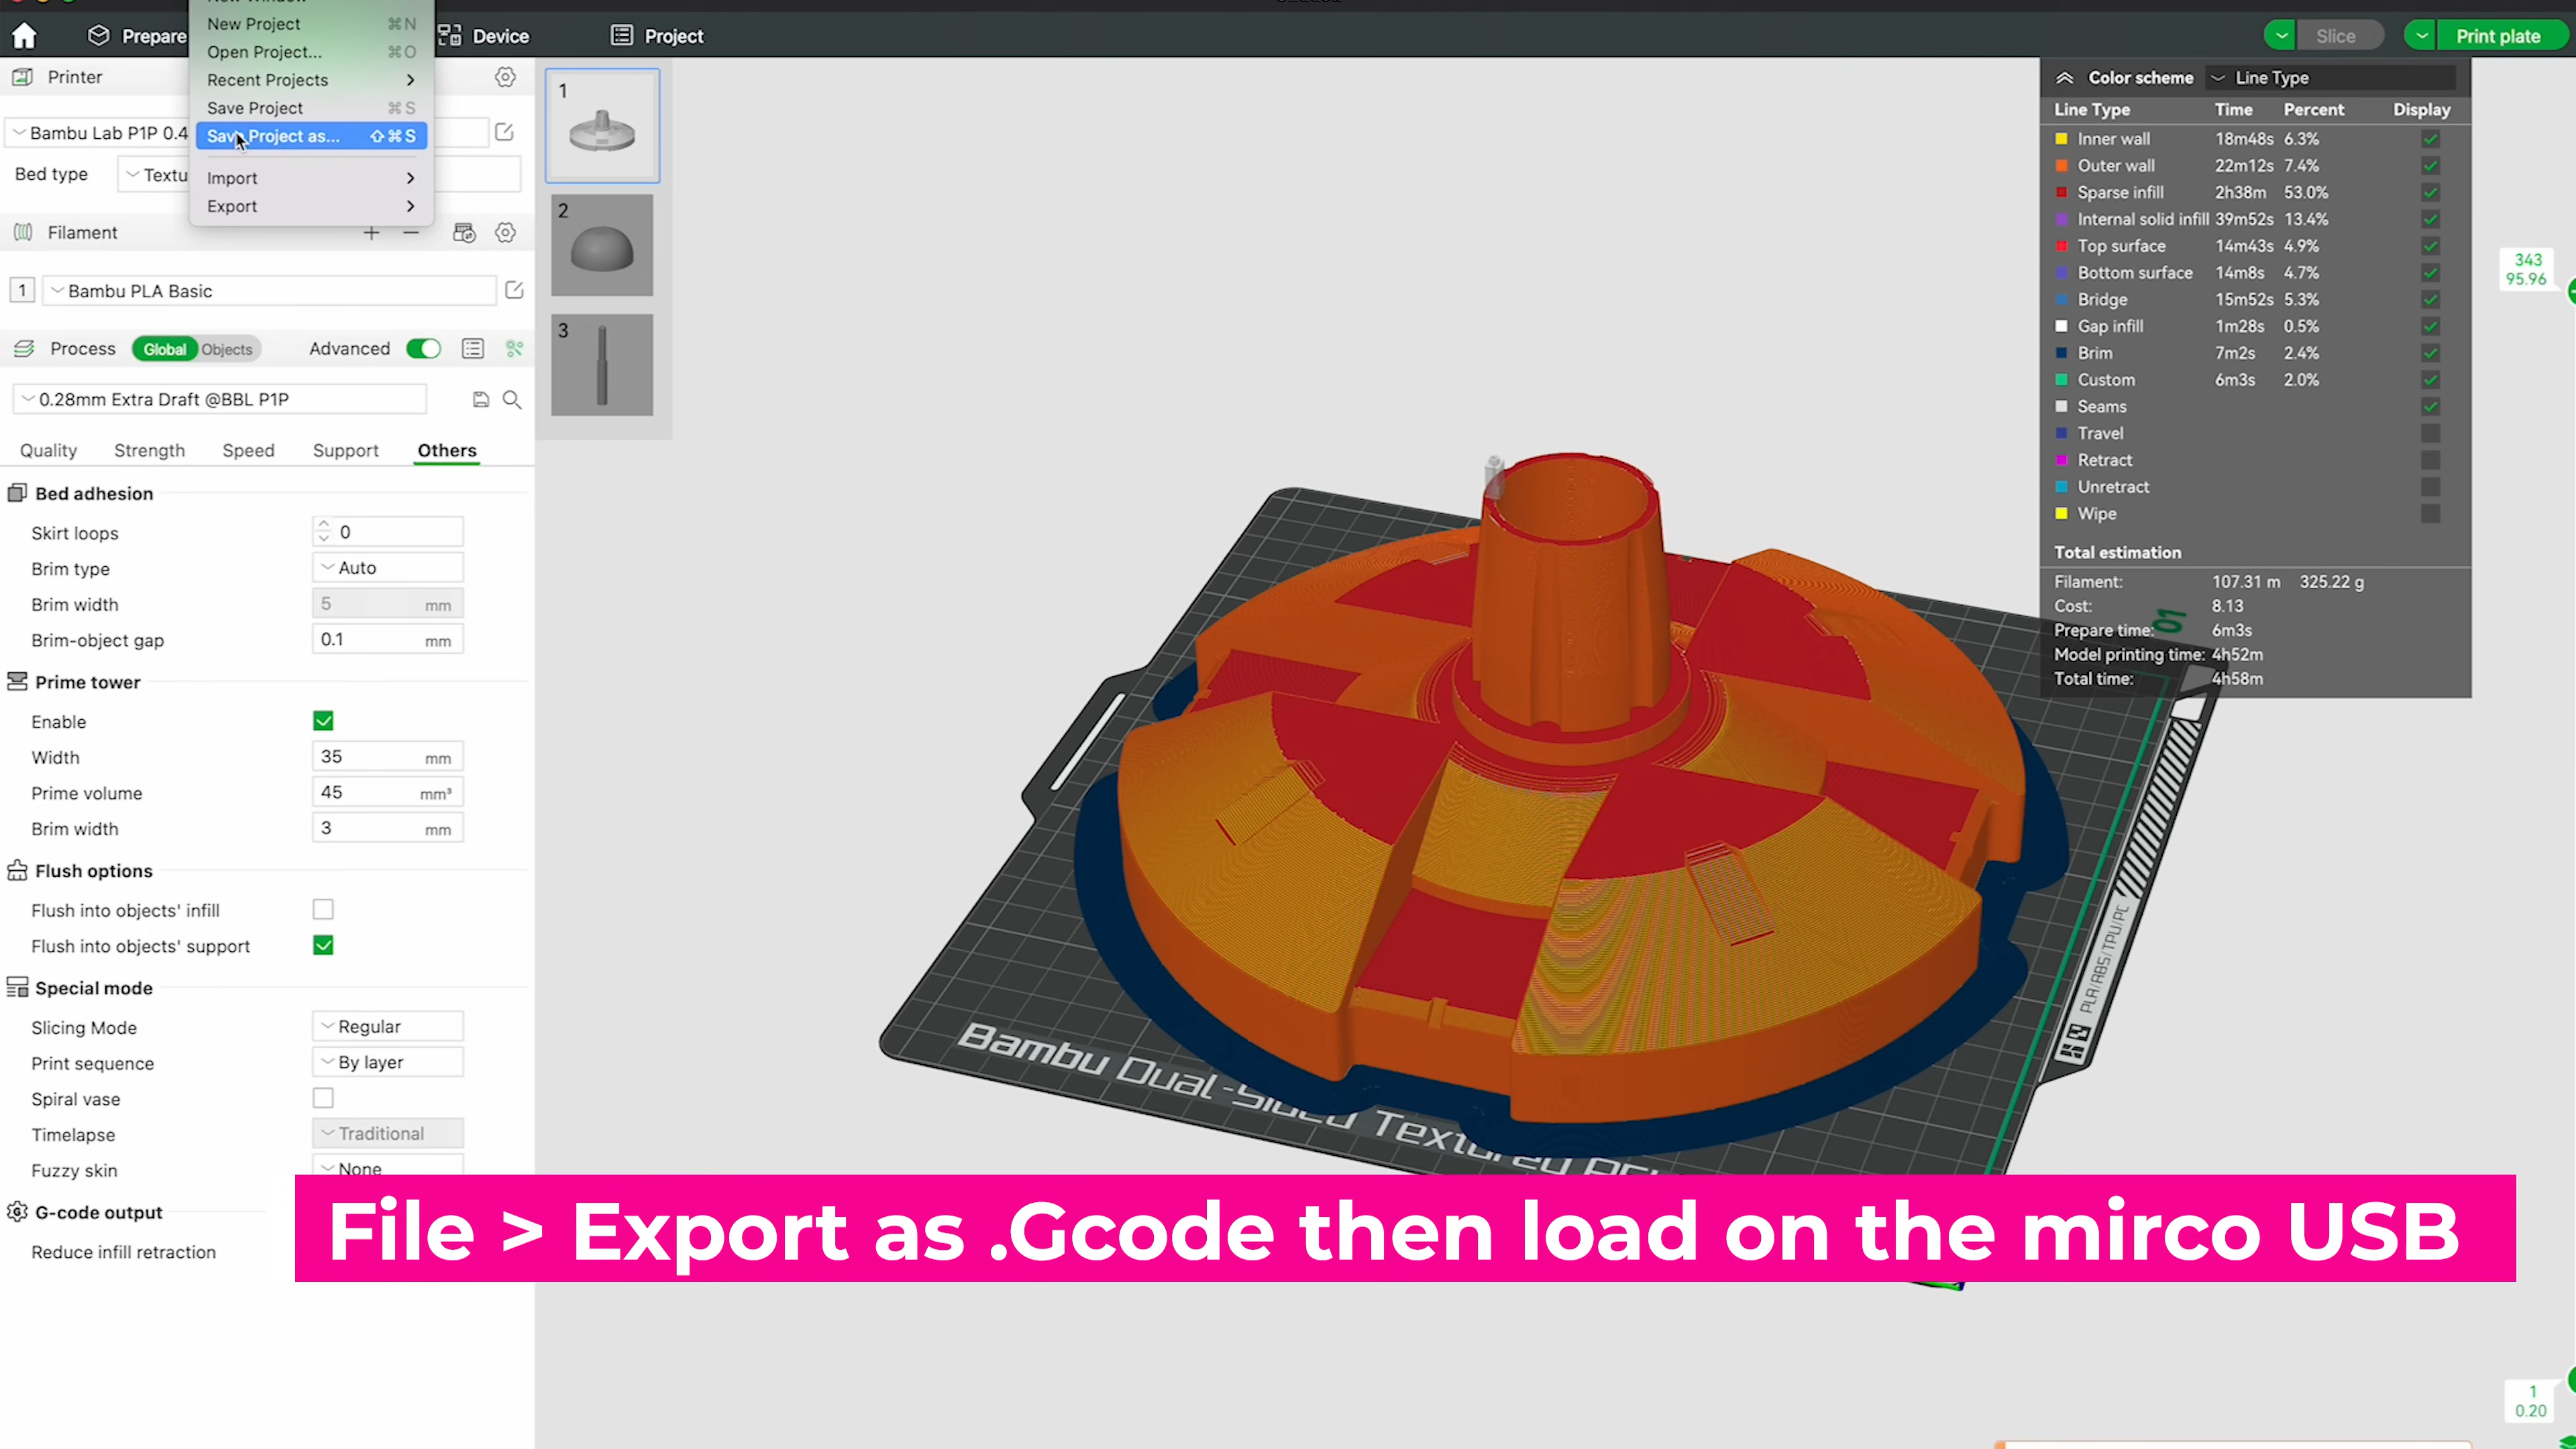 New Project ⌘N
Prepare
Device
Project
Slice
Print plate
Open Project... ⌘O
Recent Projects
Save Project ⌘S
Save Project as... ⇧⌘S
Import
Export
Printer
Bambu Lab P1P 0.4
Bed type
Textu
Filament
1 Bambu PLA Basic
Process Global Objects Advanced
0.28mm Extra Draft @BBL P1P
Quality Strength Speed Support Others
Bed adhesion
Skirt loops 0
Brim type Auto
Brim width 5 mm
Brim-object gap 0.1 mm
Prime tower
Enable
Width 35 mm
Prime volume 45 mm³
Brim width 3 mm
Flush options
Flush into objects' infill
Flush into objects' support
Special mode
Slicing Mode Regular
Print sequence By layer
Spiral vase
Timelapse Traditional
Fuzzy skin None
G-code output
Reduce infill retraction
1
2
3
Color scheme Line Type
Line Type Time Percent Display
Inner wall 18m48s 6.3%
Outer wall 22m12s 7.4%
Sparse infill 2h38m 53.0%
Internal solid infill 39m52s 13.4%
Top surface 14m43s 4.9%
Bottom surface 14m8s 4.7%
Bridge 15m52s 5.3%
Gap infill 1m28s 0.5%
Brim 7m2s 2.4%
Custom 6m3s 2.0%
Seams
Travel
Retract
Unretract
Wipe
Total estimation
Filament: 107.31 m 325.22 g
Cost: 8.13
Prepare time: 6m3s
Model printing time: 4h52m
Total time: 4h58m
01
343
95.96
PLA/ABS/TPU/PC
Bambu Dual-Sided Textured PEI
File > Export as .Gcode then load on the mirco USB
1
0.20